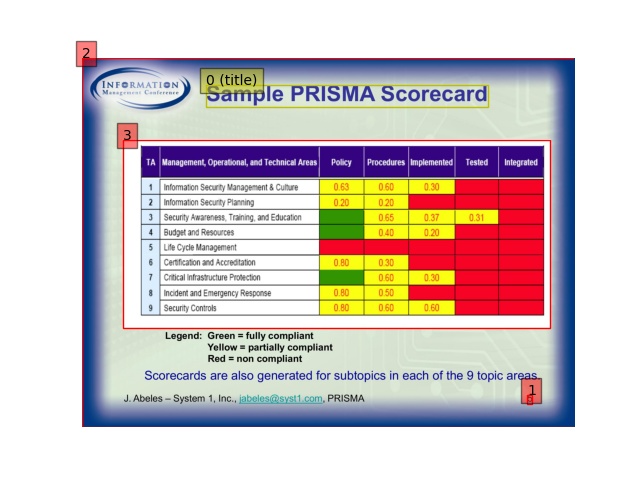 2
0 (title)
INFORMATION
Management Conference
Sample PRISMA Scorecard
3
TA Management, Operational, and Technical Areas Policy Procedures Implemented Tested Integrated
1 Information Security Management & Culture 0.63 0.60 0.30
2 Information Security Planning 0.20 0.20
3 Security Awareness, Training, and Education 0.65 0.37 0.31
4 Budget and Resources 0.40 0.20
5 Life Cycle Management
6 Certification and Accreditation 0.80 0.30
7 Critical Infrastructure Protection 0.60 0.30
8 Incident and Emergency Response 0.80 0.50
9 Security Controls 0.80 0.60 0.60
Legend: Green = fully compliant
Yellow = partially compliant
Red = non compliant
Scorecards are also generated for subtopics in each of the 9 topic areas.
1
J. Abeles – System 1, Inc., jabeles@syst1.com, PRISMA